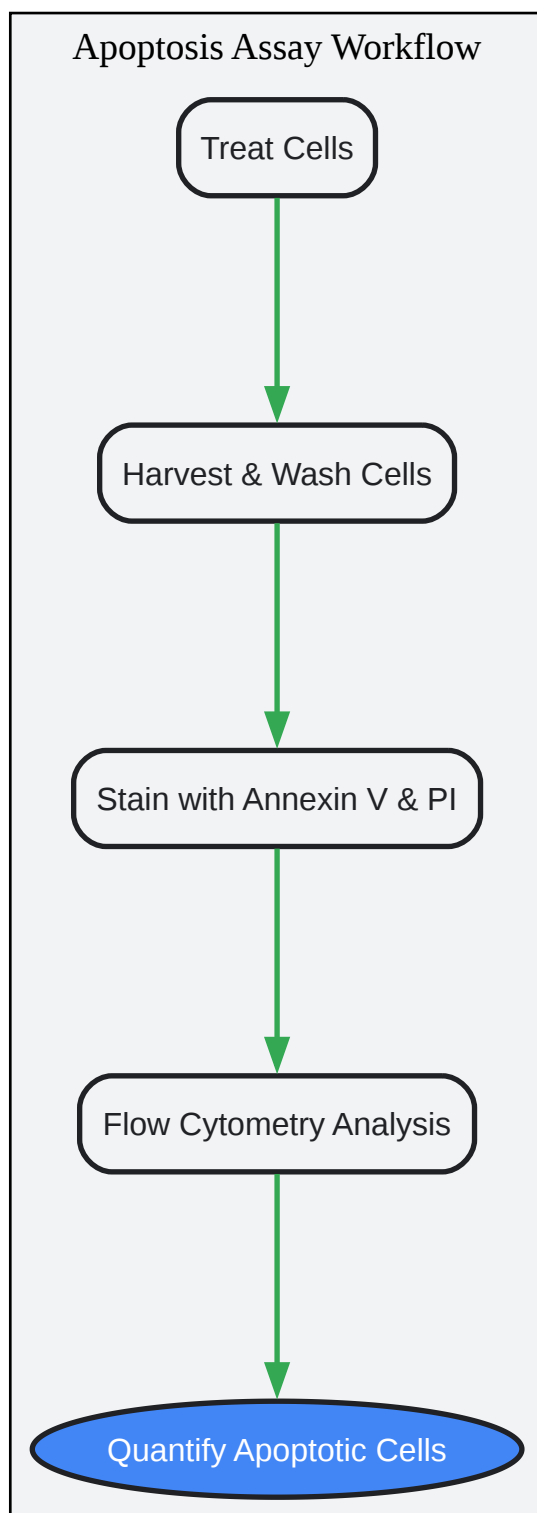 Apoptosis Assay Workflow
Treat Cells
Harvest & Wash Cells
Stain with Annexin V & PI
Flow Cytometry Analysis
Quantify Apoptotic Cells